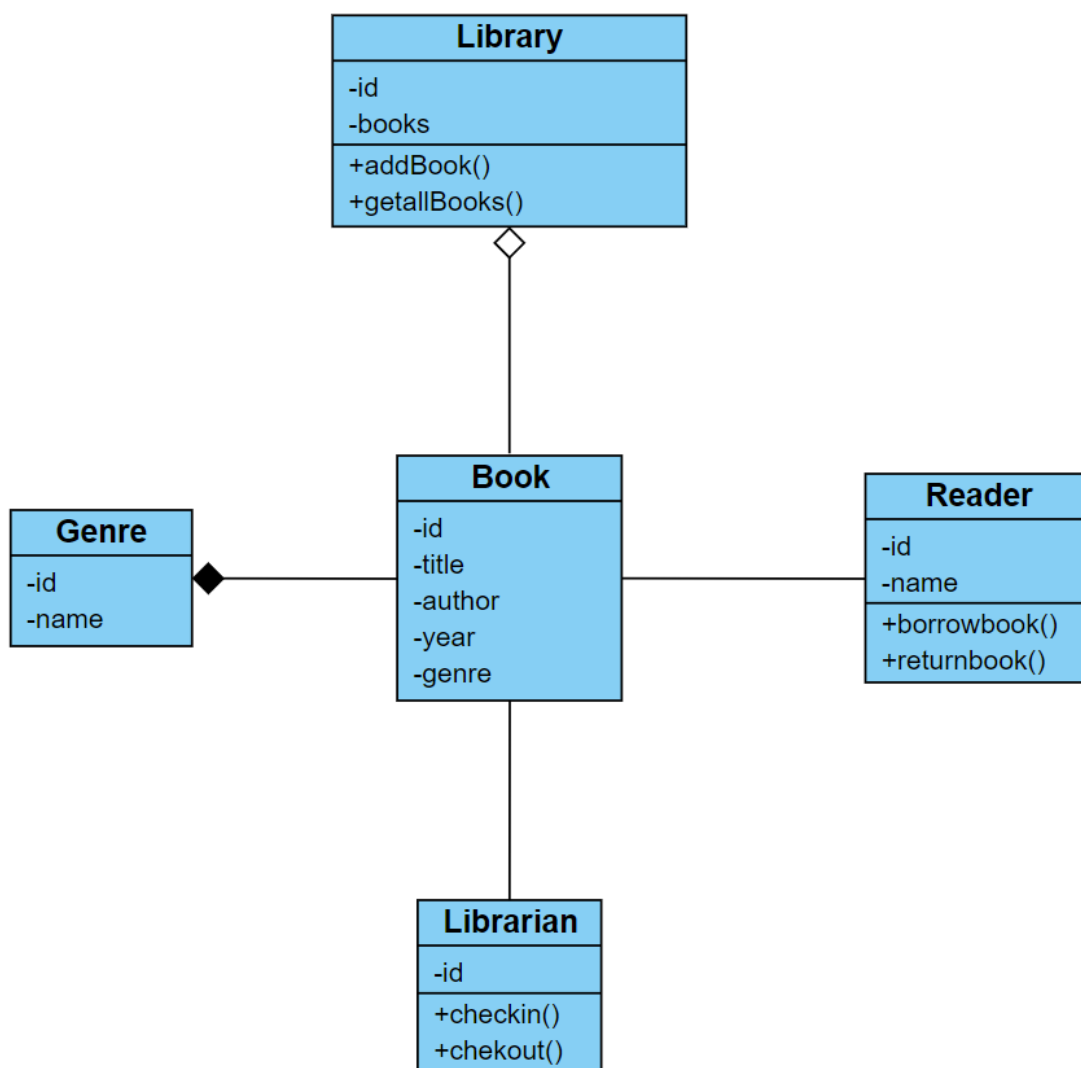 Library
-id
-books
+addBook()
+getallBooks()
Genre
-id
-name
Book
-id
-title
-author
-year
-genre
Reader
-id
-name
+borrowbook()
+returnbook()
Librarian
-id
+checkin()
+chekout()